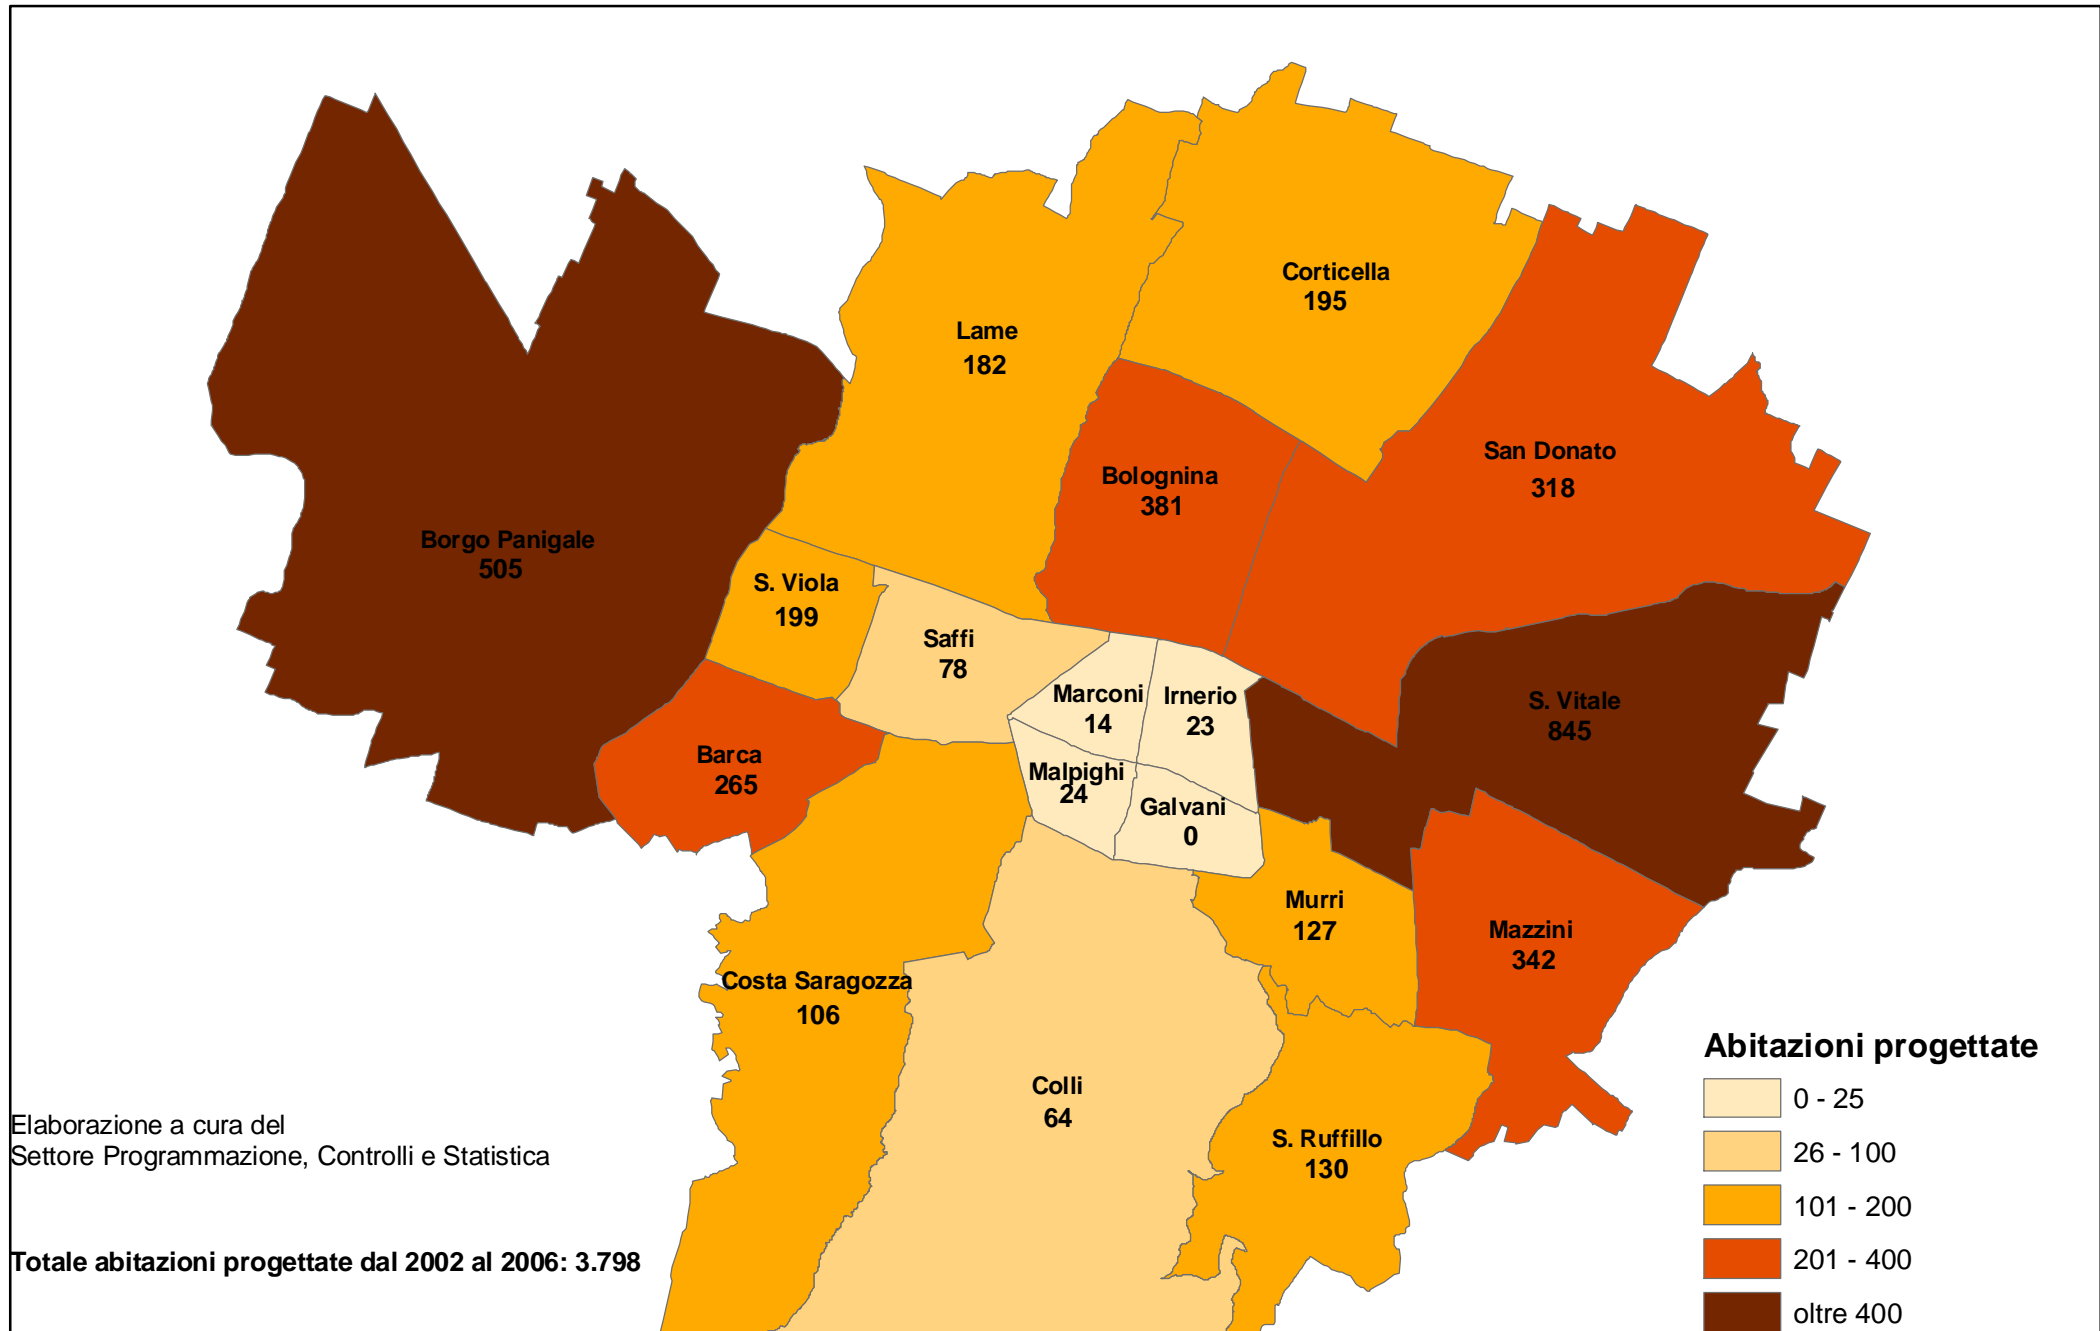 Corticella
195
Lame
182
San Donato
318
Bolognina
381
Borgo Panigale
505
S. Viola
199
Saffi
78
Marconi
14
Irnerio
23
S. Vitale
845
Barca
265
Malpighi
24
Galvani
0
Murri
127
Mazzini
342
Costa Saragozza
106
Colli
64
S. Ruffillo
130
Abitazioni progettate
0 - 25
26 - 100
101 - 200
201 - 400
oltre 400
Elaborazione a cura del
Settore Programmazione, Controlli e Statistica
Totale abitazioni progettate dal 2002 al 2006: 3.798